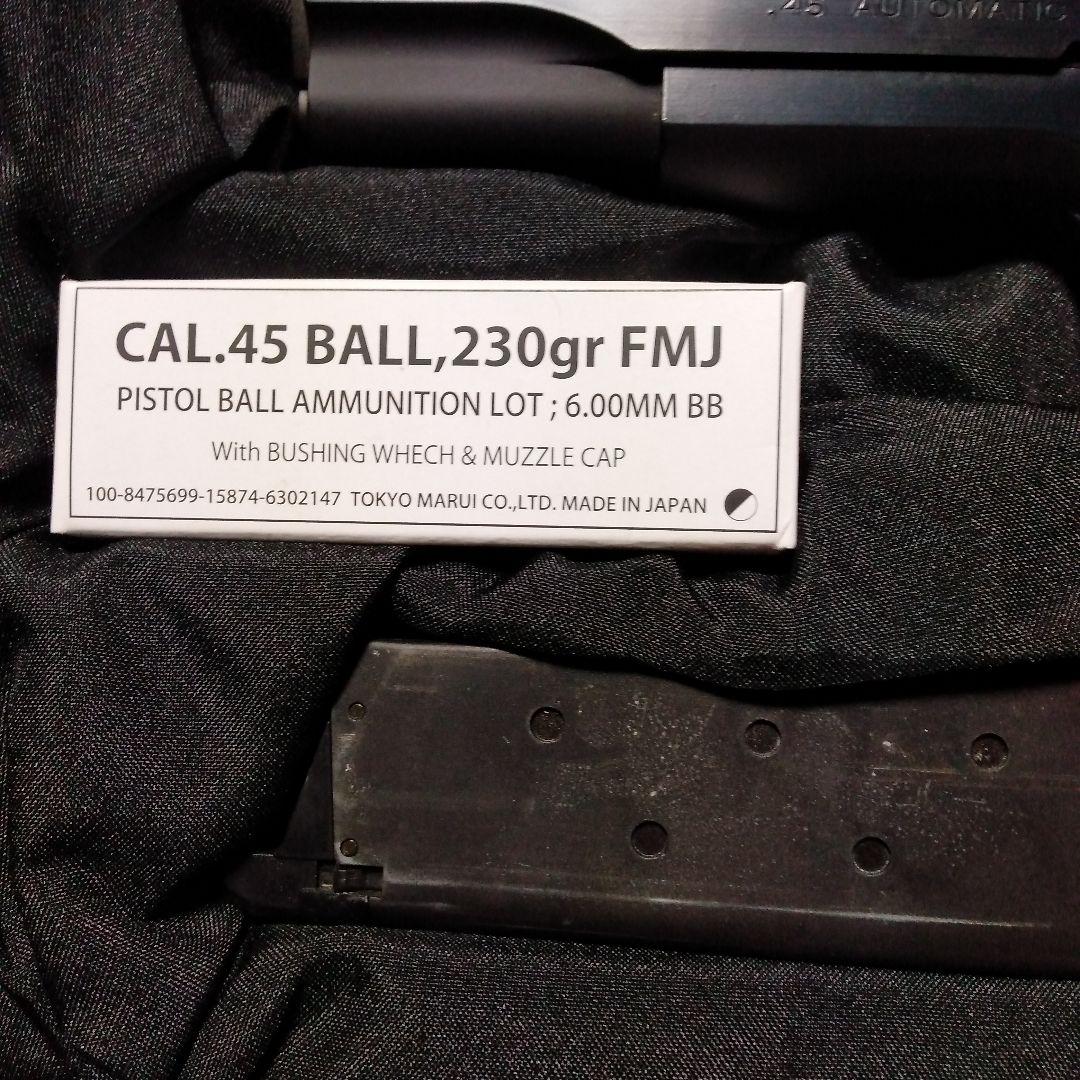 .45 AUTOMATIC
CAL.45 BALL,230gr FMJ
PISTOL BALL AMMUNITION LOT ; 6.00MM BB
With BUSHING WHECH & MUZZLE CAP
100-8475699-15874-6302147 TOKYO MARUI CO.,LTD. MADE IN JAPAN